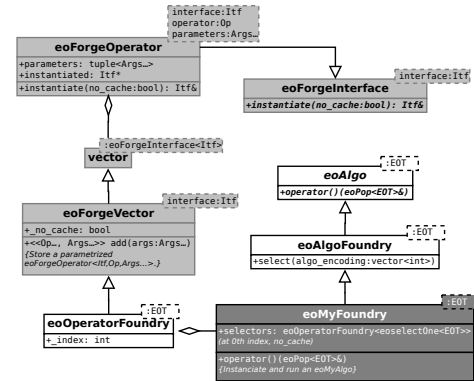 interface:Itf
operator:Op
parameters:Args…
eoForgeOperator
+parameters: tuple<Args…>
+instantiated: Itf*
+instantiate(no_cache:bool): Itf&
interface:Itf
eoForgeInterface
+instantiate(no_cache:bool): Itf&
:eoForgeInterface<Itf>
vector
:EOT
eoAlgo
+operator()(eoPop<EOT>&)
interface:Itf
eoForgeVector
+_no_cache: bool
+<<Op…, Args…>> add(args:Args…)
{Store a parametrized
eoForgeOperator<Itf,Op,Args…>.}
:EOT
eoAlgoFoundry
+select(algo_encoding:vector<int>)
:EOT
eoOperatorFoundry
+_index: int
:EOT
eoMyFoundry
+selectors: eoOperatorFoundry<eoselectOne<EOT>>
(at 0th index, no_cache)
+operator()(eoPop<EOT>&)
{Instanciate and run an eoMyAlgo}